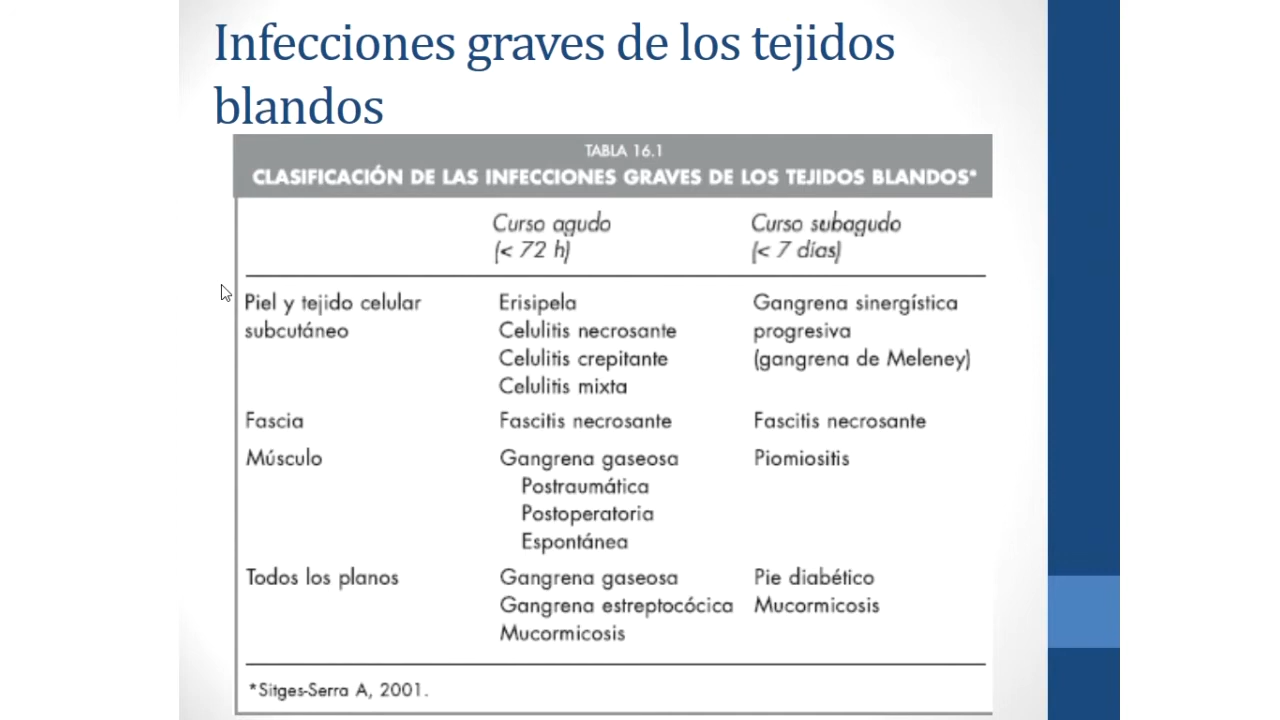 Infecciones graves de los tejidos
blandos
TABLA 16.1
CLASIFICACIÓN DE LAS INFECCIONES GRAVES DE LOS TEJIDOS BLANDOS*
Curso agudo Curso subagudo
(< 72 h) (< 7 días)
Piel y tejido celular Erisipela Gangrena sinergística
subcutáneo Celulitis necrosante progresiva
Celulitis crepitante (gangrena de Meleney)
Celulitis mixta
Fascia Fascitis necrosante Fascitis necrosante
Músculo Gangrena gaseosa Piomiositis
Postraumática
Postoperatoria
Espontánea
Todos los planos Gangrena gaseosa Pie diabético
Gangrena estreptocócica Mucormicosis
Mucormicosis
*Sitges-Serra A, 2001.